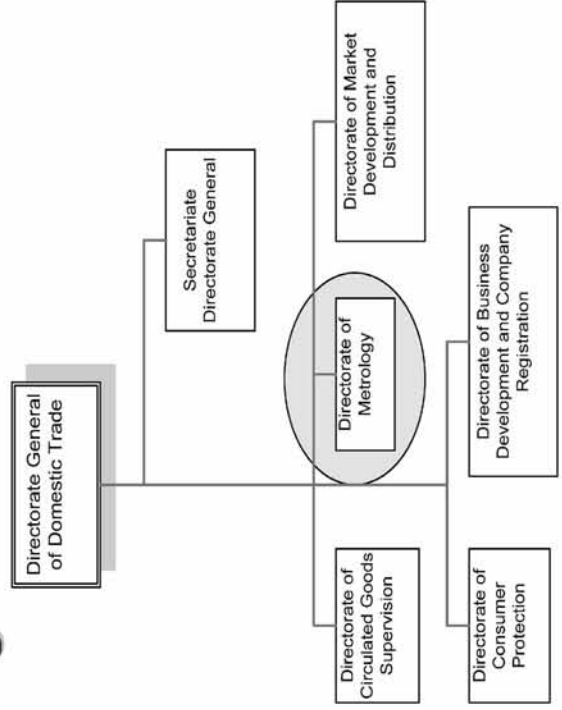 Directorate General
of Domestic Trade
Secretariate
Directorate General
Directorate of
Circulated Goods
Supervision
Directorate of
Metrology
Directorate of Market
Development and
Distribution
Directorate of
Consumer
Protection
Directorate of Business
Development and Company
Registration